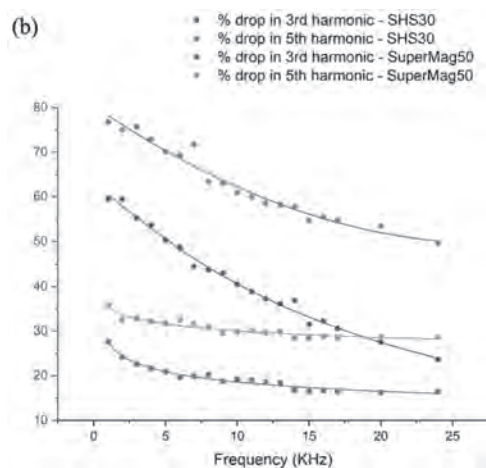 (b)
% drop in 3rd harmonic - SHS30
% drop in 5th harmonic - SHS30
% drop in 3rd harmonic - SuperMag50
% drop in 5th harmonic - SuperMag50
80
70
60
50
40
30
20
10
0 5 10 15 20 25
Frequency (KHz)